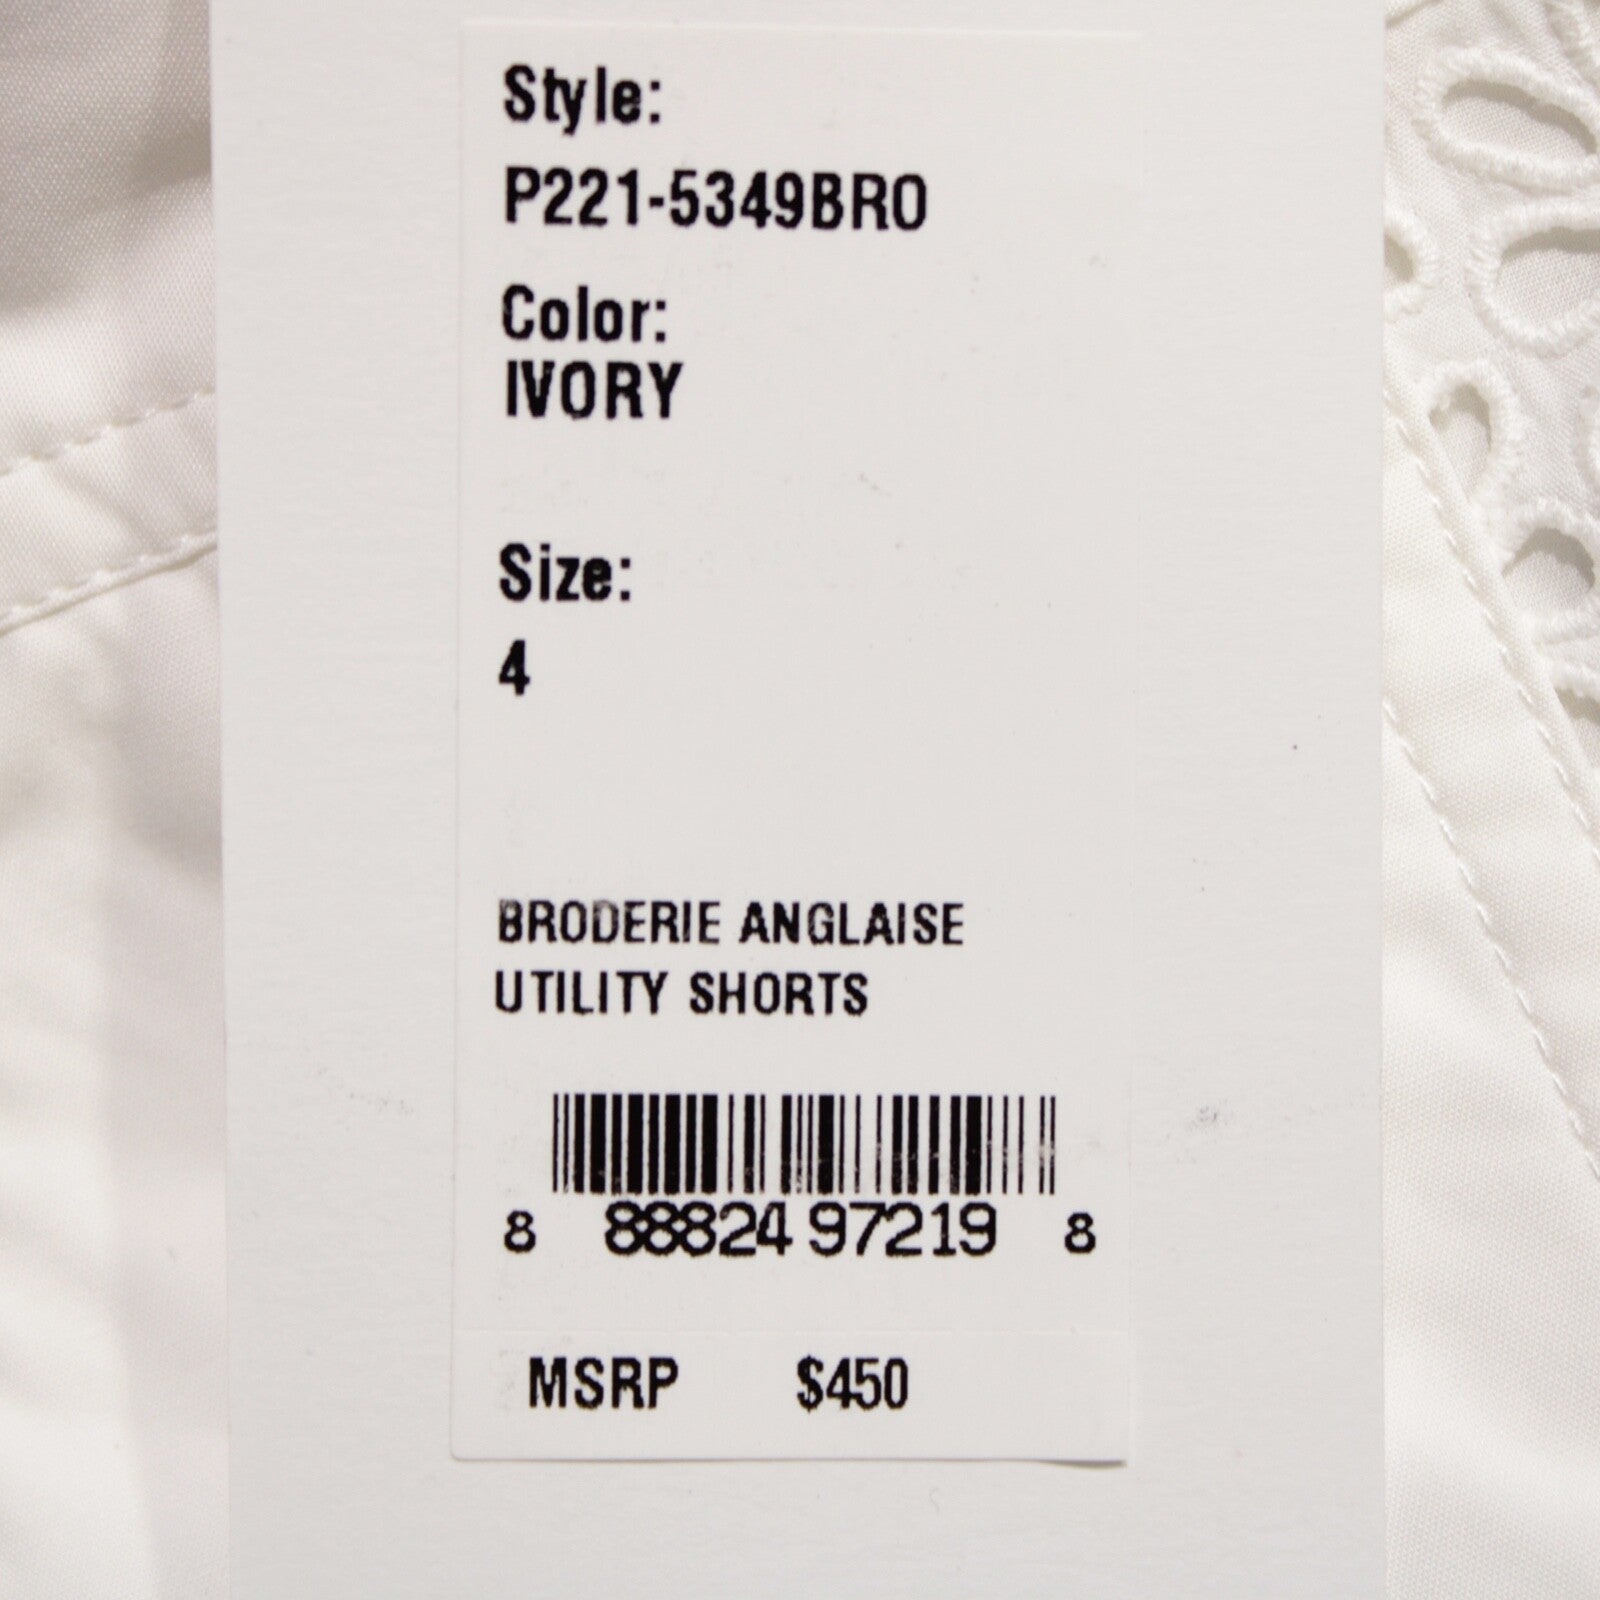 Style:
P221-5349BRO
Color:
IVORY
Size:
4
BRODERIE ANGLAISE
UTILITY SHORTS
8 88824 97219 8
MSRP $450